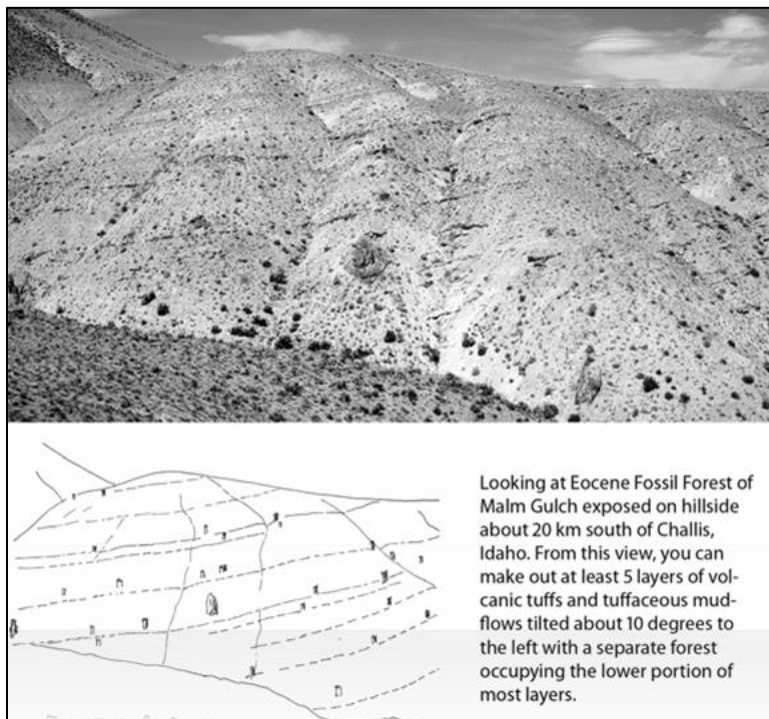 Looking at Eocene Fossil Forest of
Malm Gulch exposed on hillside
about 20 km south of Challis,
Idaho. From this view, you can
make out at least 5 layers of vol-
canic tuffs and tuffaceous mud-
flows tilted about 10 degrees to
the left with a separate forest
occupying the lower portion of
most layers.